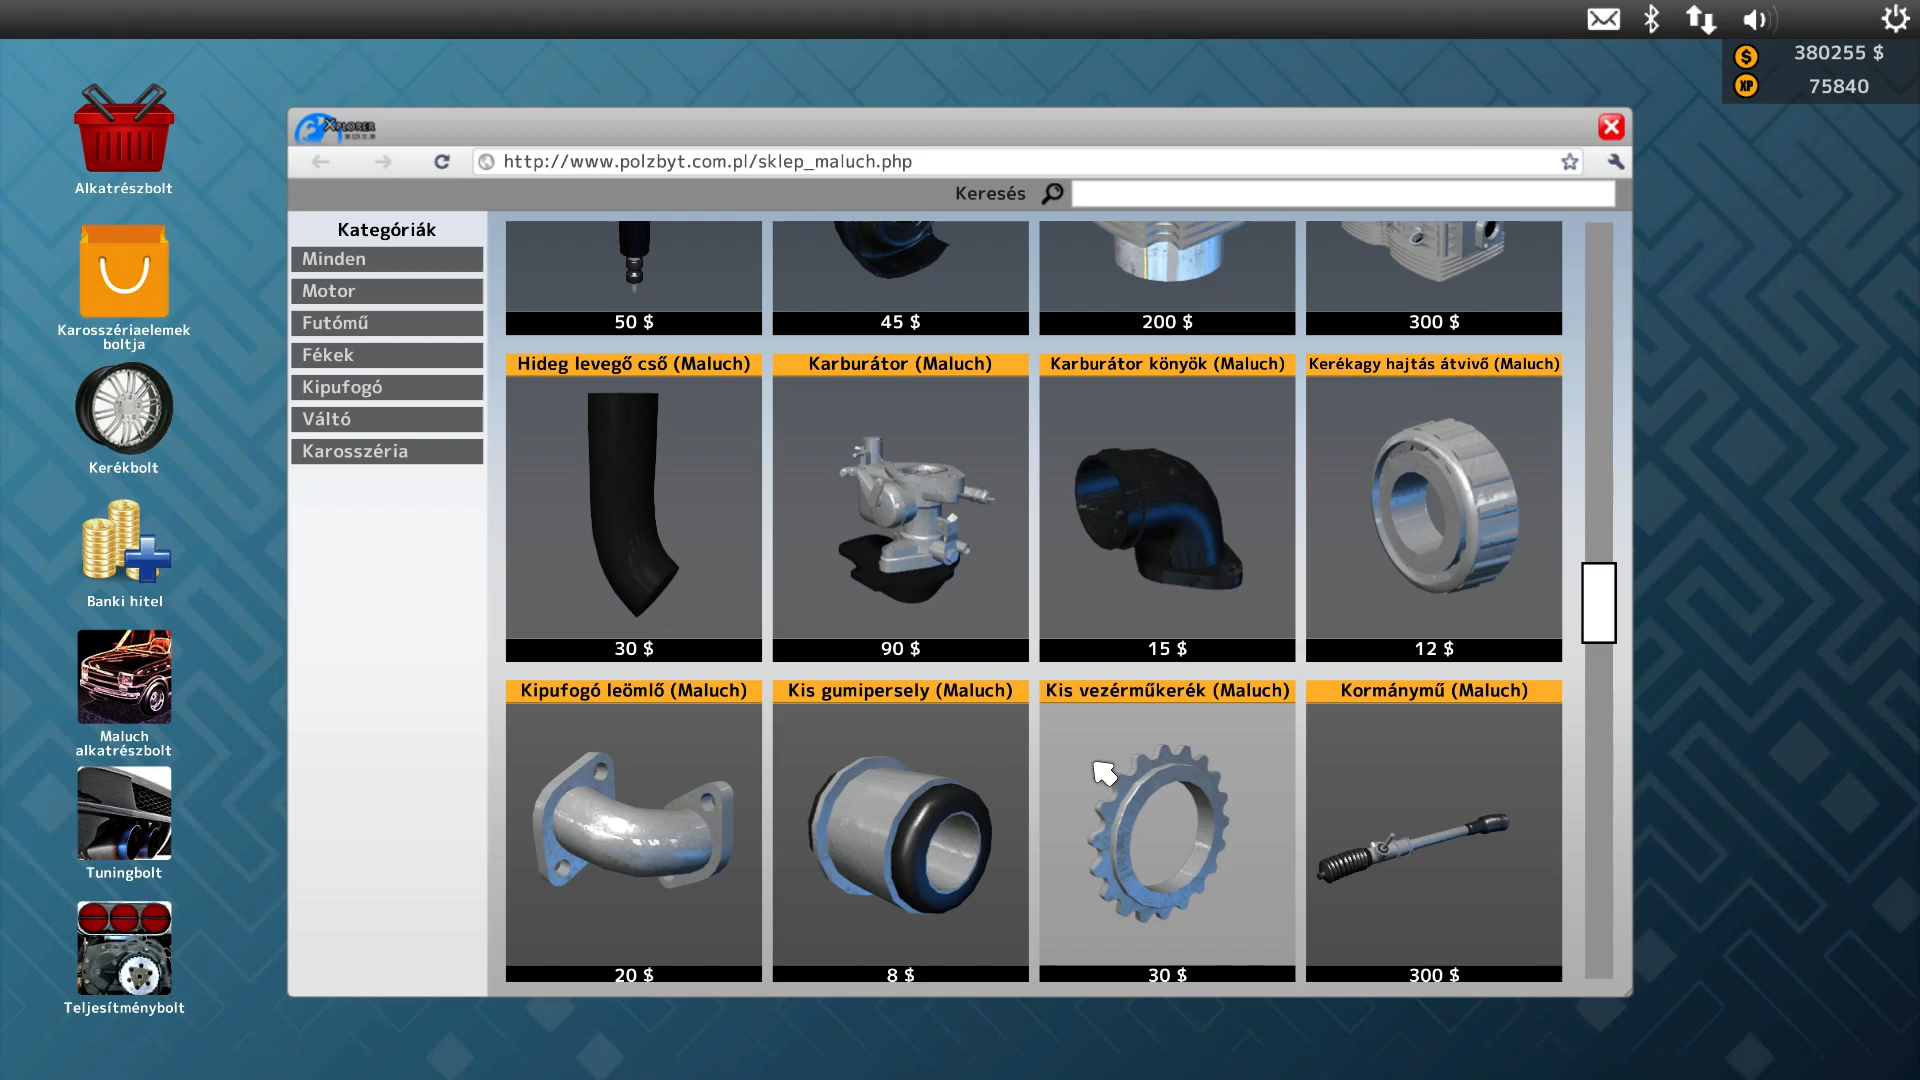 380255 $
XP
75840
XPLORER
http://www.polzbyt.com.pl/sklep_maluch.php
Keresés
Alkatrészbolt
Karosszériaelemek
boltja
Kerékbolt
Banki hitel
Maluch
alkatrészbolt
Tuningbolt
Teljesítménybolt
Kategóriák
Minden
Motor
Futómű
Fékek
Kipufogó
Váltó
Karosszéria
50 $
45 $
200 $
300 $
Hideg levegő cső (Maluch)
Karburátor (Maluch)
Karburátor könyök (Maluch)
Kerékagy hajtás átvivő (Maluch)
30 $
90 $
15 $
12 $
Kipufogó leömlő (Maluch)
Kis gumipersely (Maluch)
Kis vezérműkerék (Maluch)
Kormánymű (Maluch)
20 $
8 $
30 $
300 $